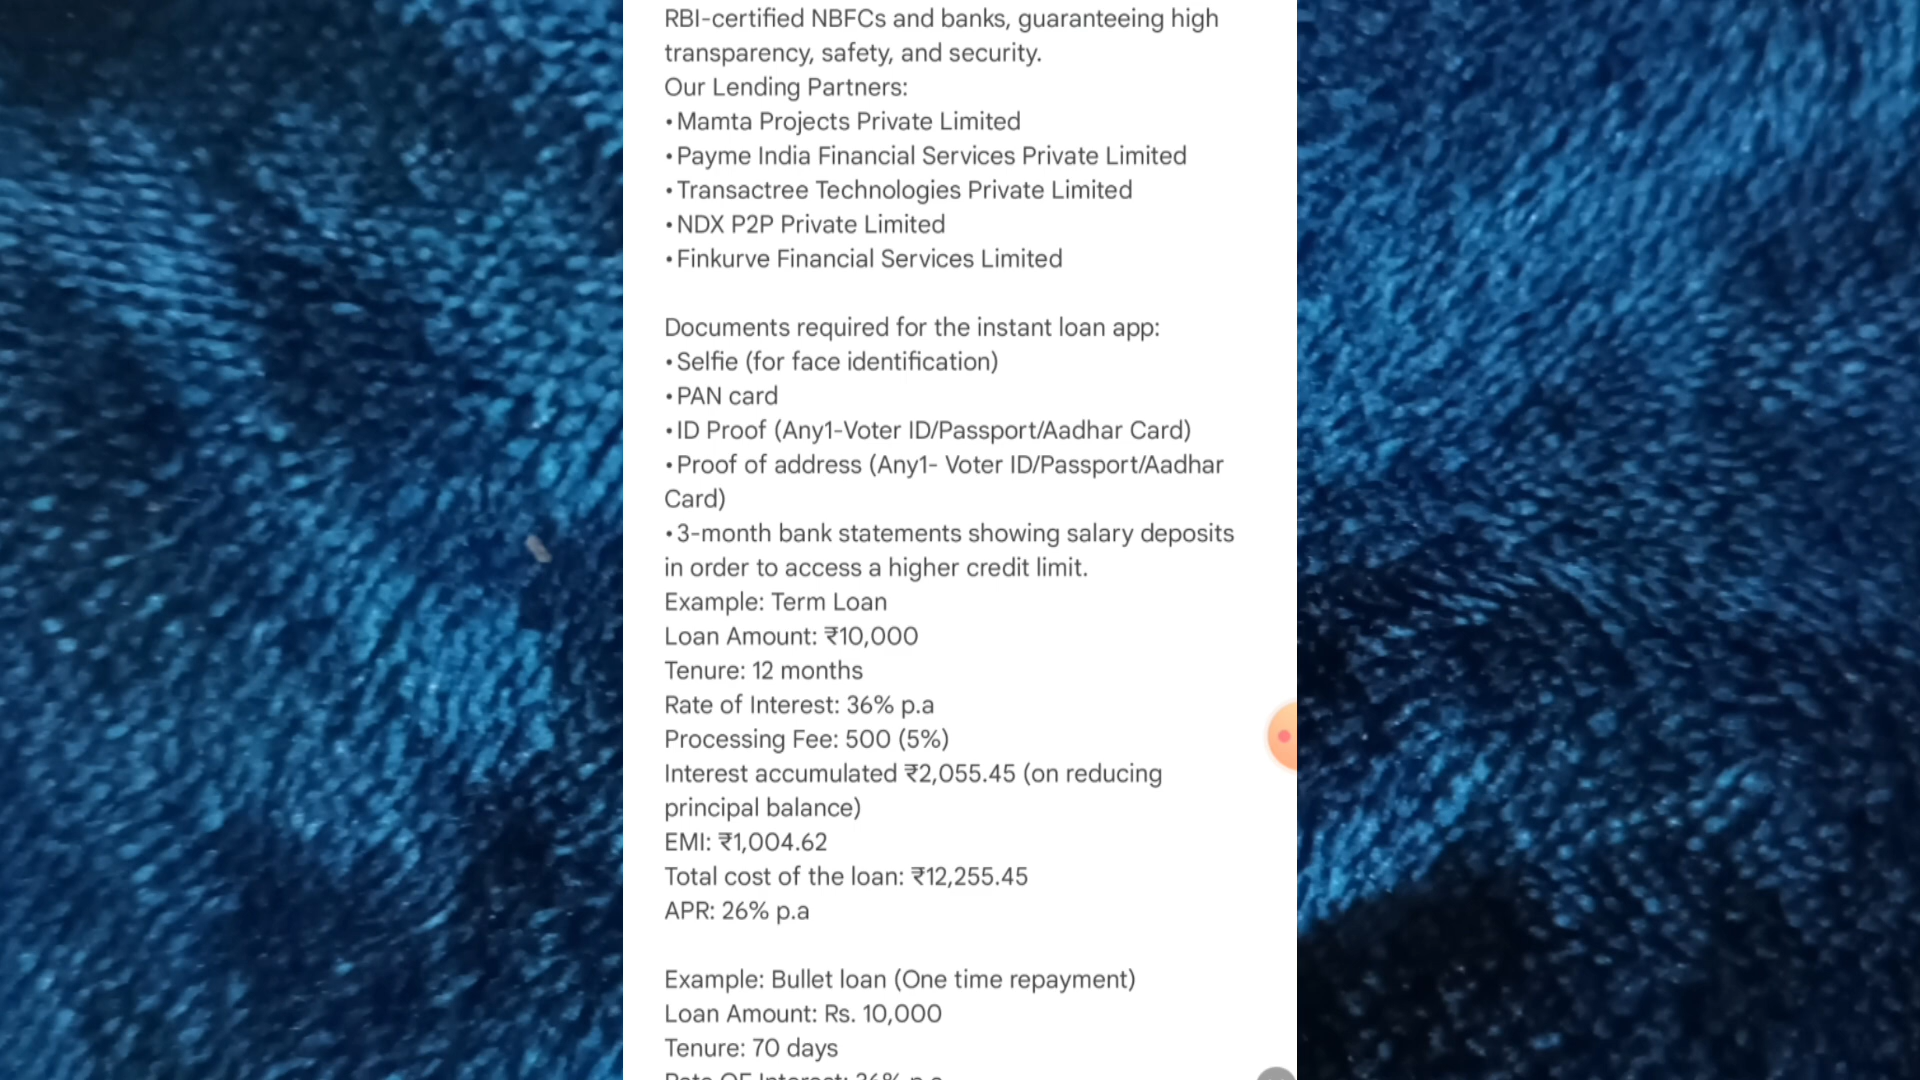 RBI-certified NBFCs and banks, guaranteeing high
transparency, safety, and security.
Our Lending Partners:
•Mamta Projects Private Limited
•Payme India Financial Services Private Limited
•Transactree Technologies Private Limited
•NDX P2P Private Limited
•Finkurve Financial Services Limited
Documents required for the instant loan app:
•Selfie (for face identification)
•PAN card
•ID Proof (Any1-Voter ID/Passport/Aadhar Card)
•Proof of address (Any1- Voter ID/Passport/Aadhar
Card)
•3-month bank statements showing salary deposits
in order to access a higher credit limit.
Example: Term Loan
Loan Amount: ₹10,000
Tenure: 12 months
Rate of Interest: 36% p.a
Processing Fee: 500 (5%)
Interest accumulated ₹2,055.45 (on reducing
principal balance)
EMI: ₹1,004.62
Total cost of the loan: ₹12,255.45
APR: 26% p.a
Example: Bullet loan (One time repayment)
Loan Amount: Rs. 10,000
Tenure: 70 days
Rate OF Interest: 36% p.a